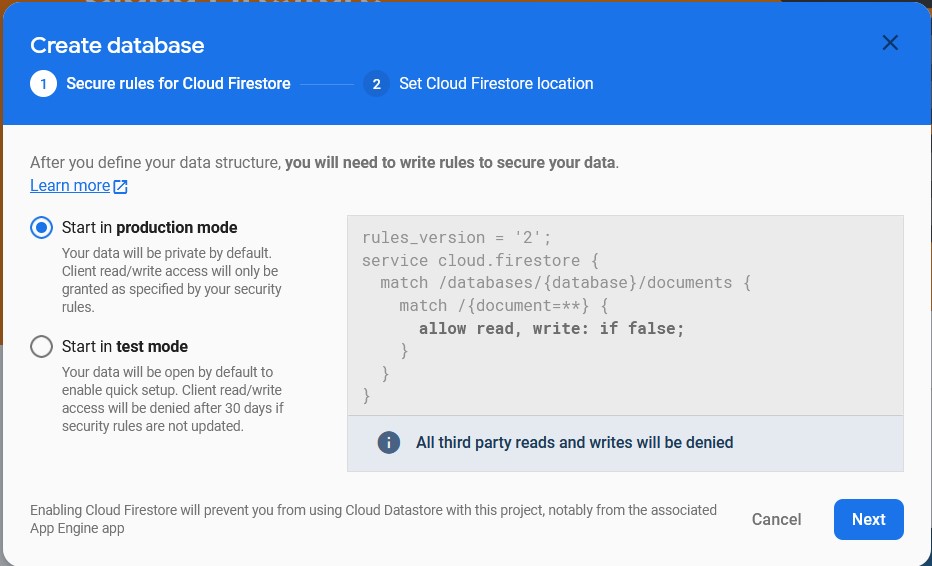 Create database
1 Secure rules for Cloud Firestore 2 Set Cloud Firestore location
After you define your data structure, you will need to write rules to secure your data.
Learn more
Start in production mode
Your data will be private by default.
Client read/write access will only be
granted as specified by your security
rules.
Start in test mode
Your data will be open by default to
enable quick setup. Client read/write
access will be denied after 30 days if
security rules are not updated.
rules_version = '2';
service cloud.firestore {
  match /databases/{database}/documents {
    match /{document=**} {
      allow read, write: if false;
    }
  }
}
All third party reads and writes will be denied
Enabling Cloud Firestore will prevent you from using Cloud Datastore with this project, notably from the associated
App Engine app
Cancel
Next